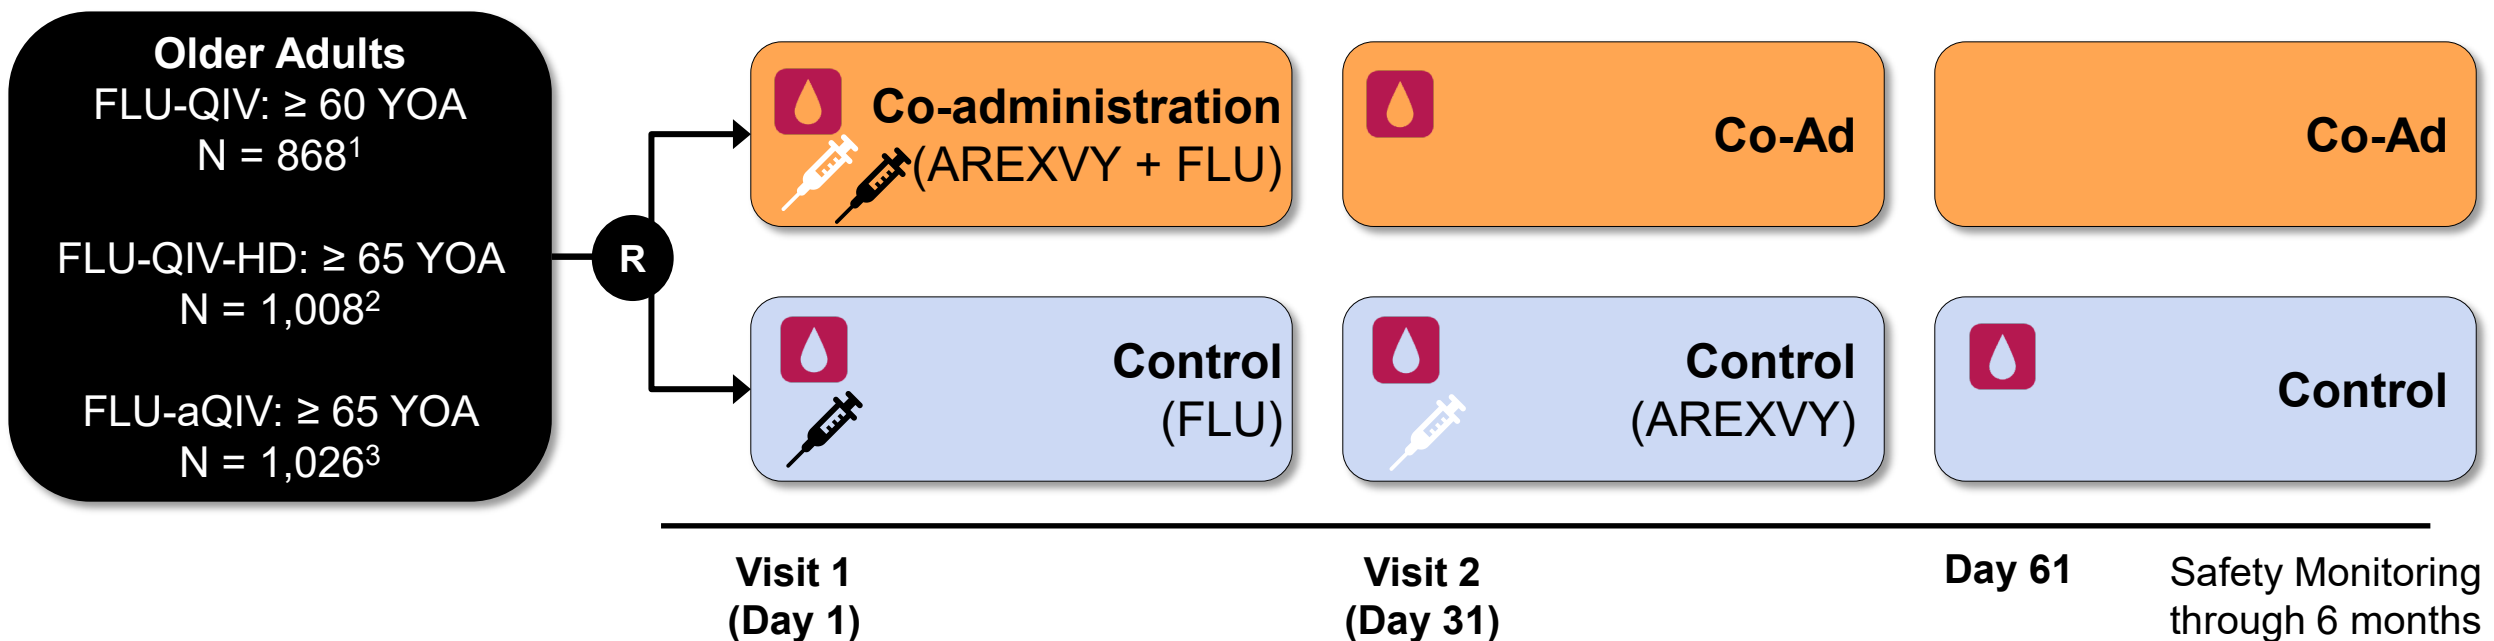 Older Adults
FLU-QIV: ≥ 60 YOA
N = 868¹
FLU-QIV-HD: ≥ 65 YOA
N = 1,008²
FLU-aQIV: ≥ 65 YOA
N = 1,026³
R
Co-administration
(AREXVY + FLU)
Co-Ad
Co-Ad
Control
(FLU)
Control
(AREXVY)
Control
Visit 1
(Day 1)
Visit 2
(Day 31)
Day 61
Safety Monitoring
through 6 months